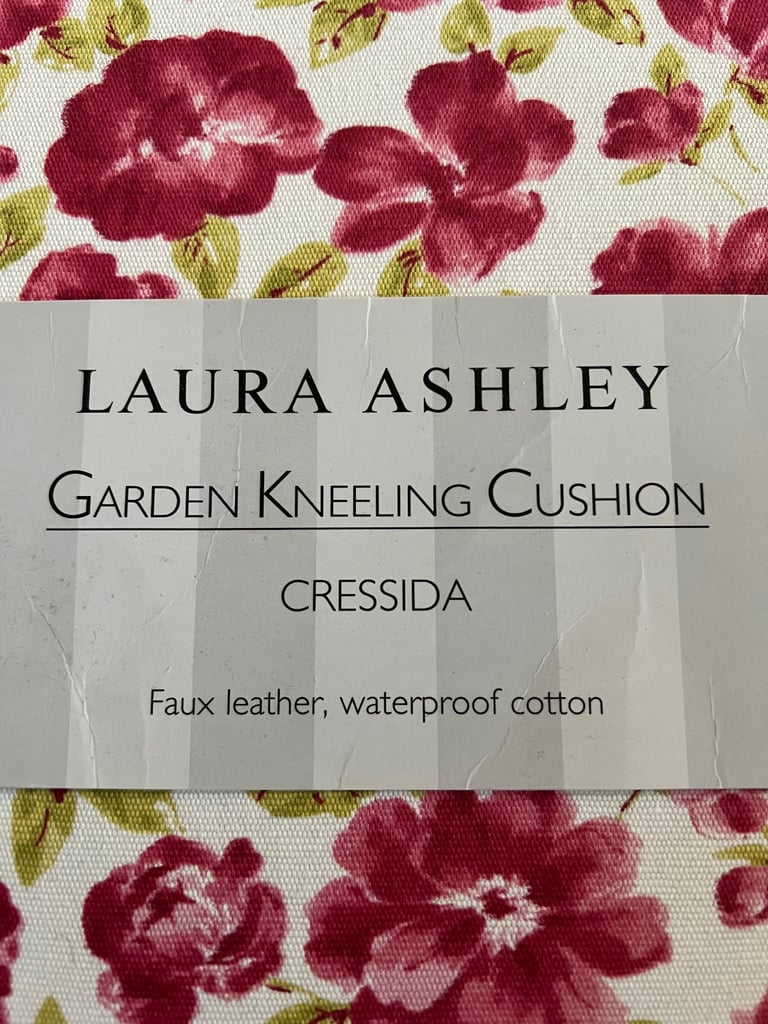 LAURA ASHLEY
GARDEN KNEELING CUSHION
CRESSIDA
Faux leather, waterproof cotton